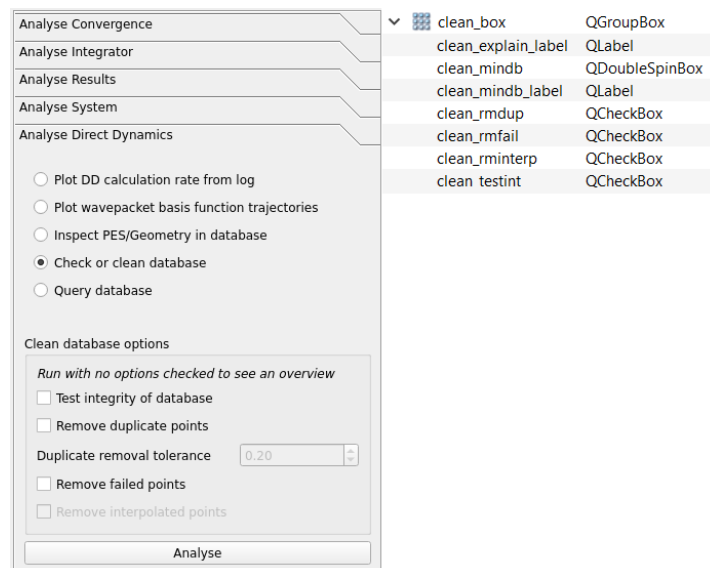 Analyse Convergence
Analyse Integrator
Analyse Results
Analyse System
Analyse Direct Dynamics
Plot DD calculation rate from log
Plot wavepacket basis function trajectories
Inspect PES/Geometry in database
Check or clean database
Query database
Clean database options
Run with no options checked to see an overview
Test integrity of database
Remove duplicate points
Duplicate removal tolerance 0.20
Remove failed points
Remove interpolated points
Analyse
clean_box QGroupBox
clean_explain_label QLabel
clean_mindb QDoubleSpinBox
clean_mindb_label QLabel
clean_rmdup QCheckBox
clean_rmfail QCheckBox
clean_rminterp QCheckBox
clean testint QCheckBox